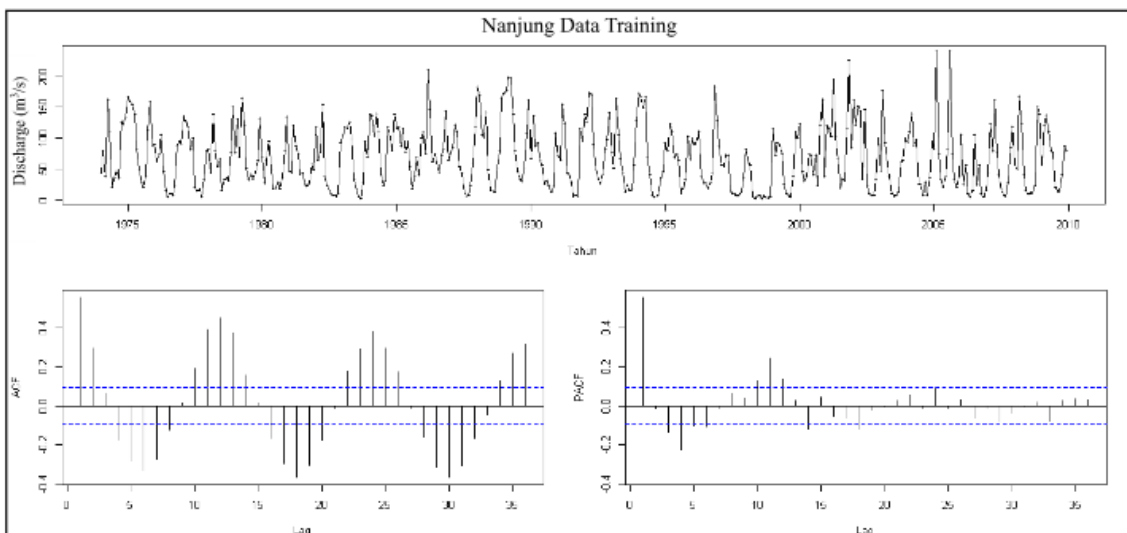 Nanjung Data Training
Discharge (m³/s)
200
150
100
50
0
1975 1980 1985 1990 1995 2000 2005 2010
Tahun
ACF
0.4
0.2
0.0
-0.2
-0.4
0 5 10 15 20 25 30 35
Lag
PACF
0.4
0.2
0.0
-0.2
-0.4
0 5 10 15 20 25 30 35
Lag